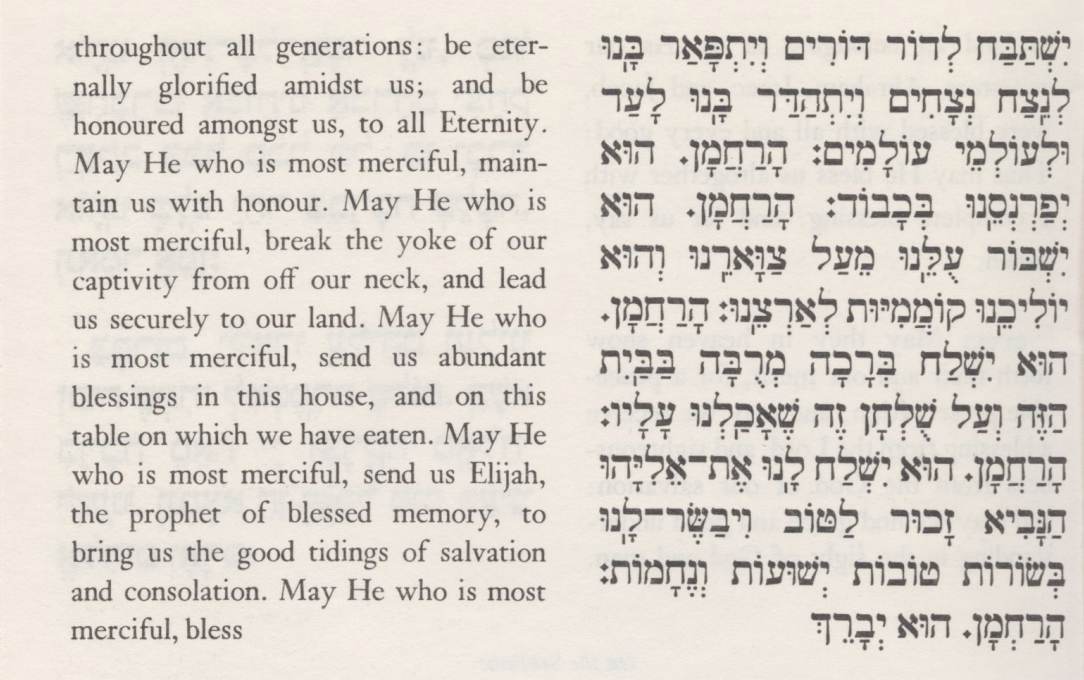 throughout all generations: be eter-
nally glorified amidst us; and be
honoured amongst us, to all Eternity.
May He who is most merciful, main-
tain us with honour. May He who is
most merciful, break the yoke of our
captivity from off our neck, and lead
us securely to our land. May He who
is most merciful, send us abundant
blessings in this house, and on this
table on which we have eaten. May He
who is most merciful, send us Elijah,
the prophet of blessed memory, to
bring us the good tidings of salvation
and consolation. May He who is most
merciful, bless
יִשְׁתַּבַּח לְדוֹר דּוֹרִים וְיִתְפָּאַר בָּנוּ
לְנֶצַח נְצָחִים וְיִתְהַדַּר בָּנוּ לָעַד
וּלְעוֹלְמֵי עוֹלָמִים: הָרַחֲמָן. הוּא
יְפַרְנְסֵנוּ בְּכָבוֹד: הָרַחֲמָן. הוּא
יִשְׁבּוֹר עֻלֵּנוּ מֵעַל צַוָּארֵנוּ וְהוּא
יוֹלִיכֵנוּ קוֹמְמִיּוּת לְאַרְצֵנוּ: הָרַחֲמָן.
הוּא יִשְׁלַח בְּרָכָה מְרֻבָּה בְּבַּיִת
הַזֶּה וְעַל שֻׁלְחָן זֶה שֶׁאָכַלְנוּ עָלָיו:
הָרַחֲמָן. הוּא יִשְׁלַח לָנוּ אֶת־אֵלִיָּהוּ
הַנָּבִיא זָכוּר לַטּוֹב וִיבַשֶּׂר־לָנוּ
בְּשׂוֹרוֹת טוֹבוֹת יְשׁוּעוֹת וְנֶחָמוֹת:
הָרַחְמָן. הוּא יְבָרֵךְ